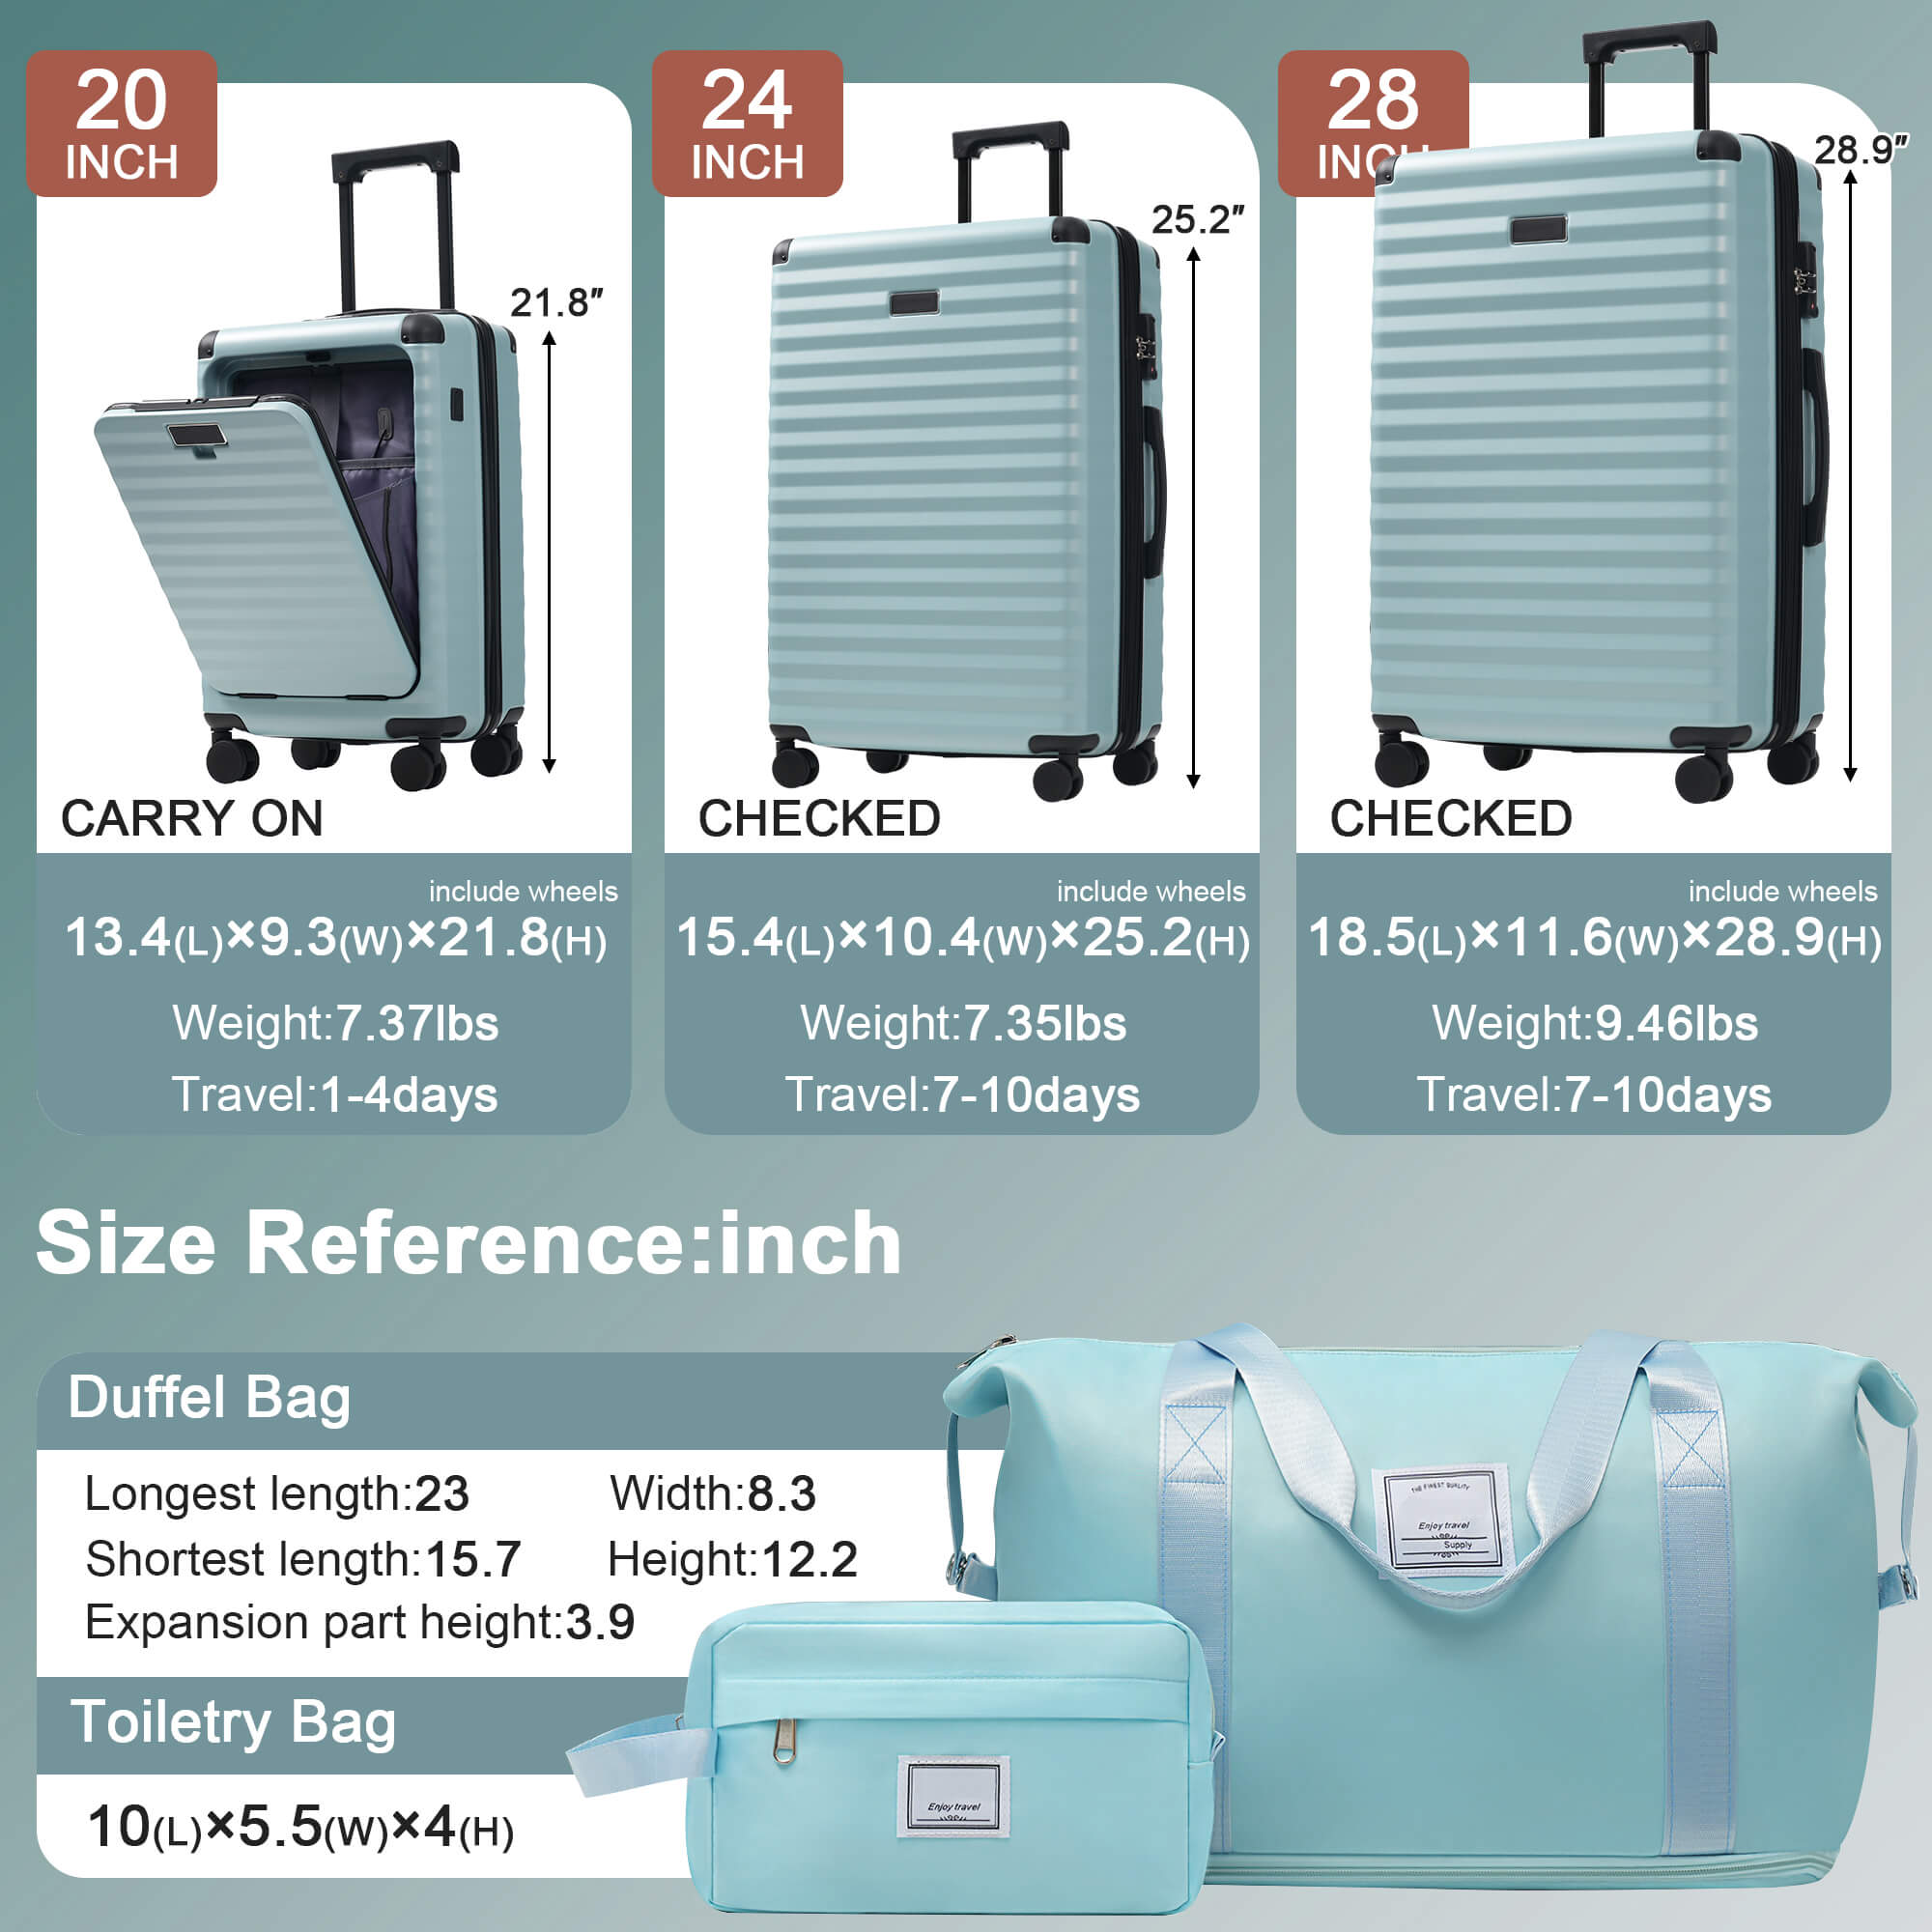 20
INCH
21.8"
CARRY ON
include wheels
13.4(L)×9.3(W)×21.8(H)
Weight:7.37lbs
Travel:1-4days
24
INCH
25.2"
CHECKED
include wheels
15.4(L)×10.4(W)×25.2(H)
Weight:7.35lbs
Travel:7-10days
28
INCH
28.9"
CHECKED
include wheels
18.5(L)×11.6(W)×28.9(H)
Weight:9.46lbs
Travel:7-10days
Size Reference:inch
Duffel Bag
Longest length:23
Width:8.3
Shortest length:15.7
Height:12.2
Expansion part height:3.9
Toiletry Bag
10(L)×5.5(W)×4(H)
THE FINEST QUALITY
Enjoy travel
Supply
Enjoy travel